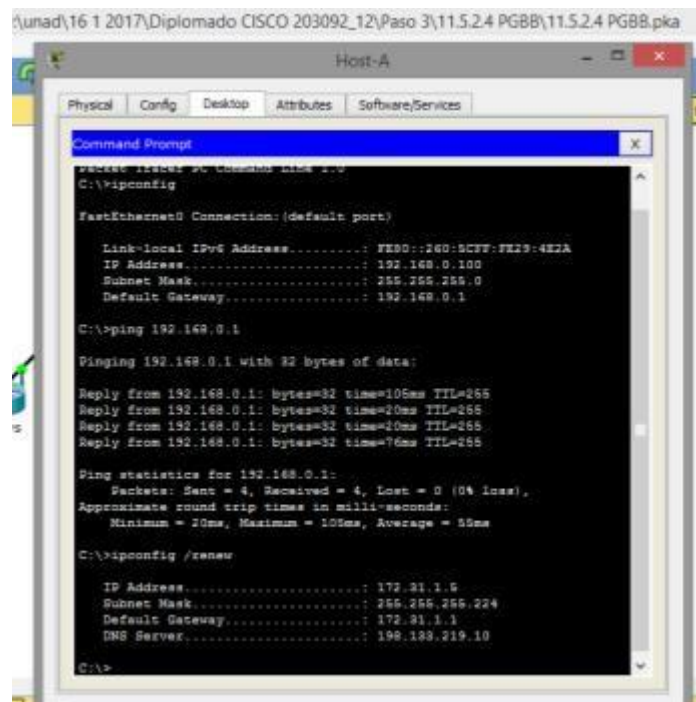 \unad\16 1 2017\Diplomado CISCO 203092_12\Paso 3\11.5.2.4 PGBB\11.5.2.4 PGBB.pka
Host-A
Physical Config Desktop Attributes Software/Services
Command Prompt X
Packet Tracer PC Command Line 1.0
C:\>ipconfig
FastEthernet0 Connection:(default port)
Link-local IPv6 Address.........: FE80::260:5CFF:FE29:4E2A
IP Address......................: 192.168.0.100
Subnet Mask.....................: 255.255.255.0
Default Gateway.................: 192.168.0.1
C:\>ping 192.168.0.1
Pinging 192.168.0.1 with 32 bytes of data:
Reply from 192.168.0.1: bytes=32 time=105ms TTL=255
Reply from 192.168.0.1: bytes=32 time=20ms TTL=255
Reply from 192.168.0.1: bytes=32 time=20ms TTL=255
Reply from 192.168.0.1: bytes=32 time=76ms TTL=255
Ping statistics for 192.168.0.1:
Packets: Sent = 4, Received = 4, Lost = 0 (0% loss),
Approximate round trip times in milli-seconds:
Minimum = 20ms, Maximum = 105ms, Average = 55ms
C:\>ipconfig /renew
IP Address......................: 172.31.1.5
Subnet Mask.....................: 255.255.255.224
Default Gateway.................: 172.31.1.1
DNS Server......................: 198.133.219.10
C:\>